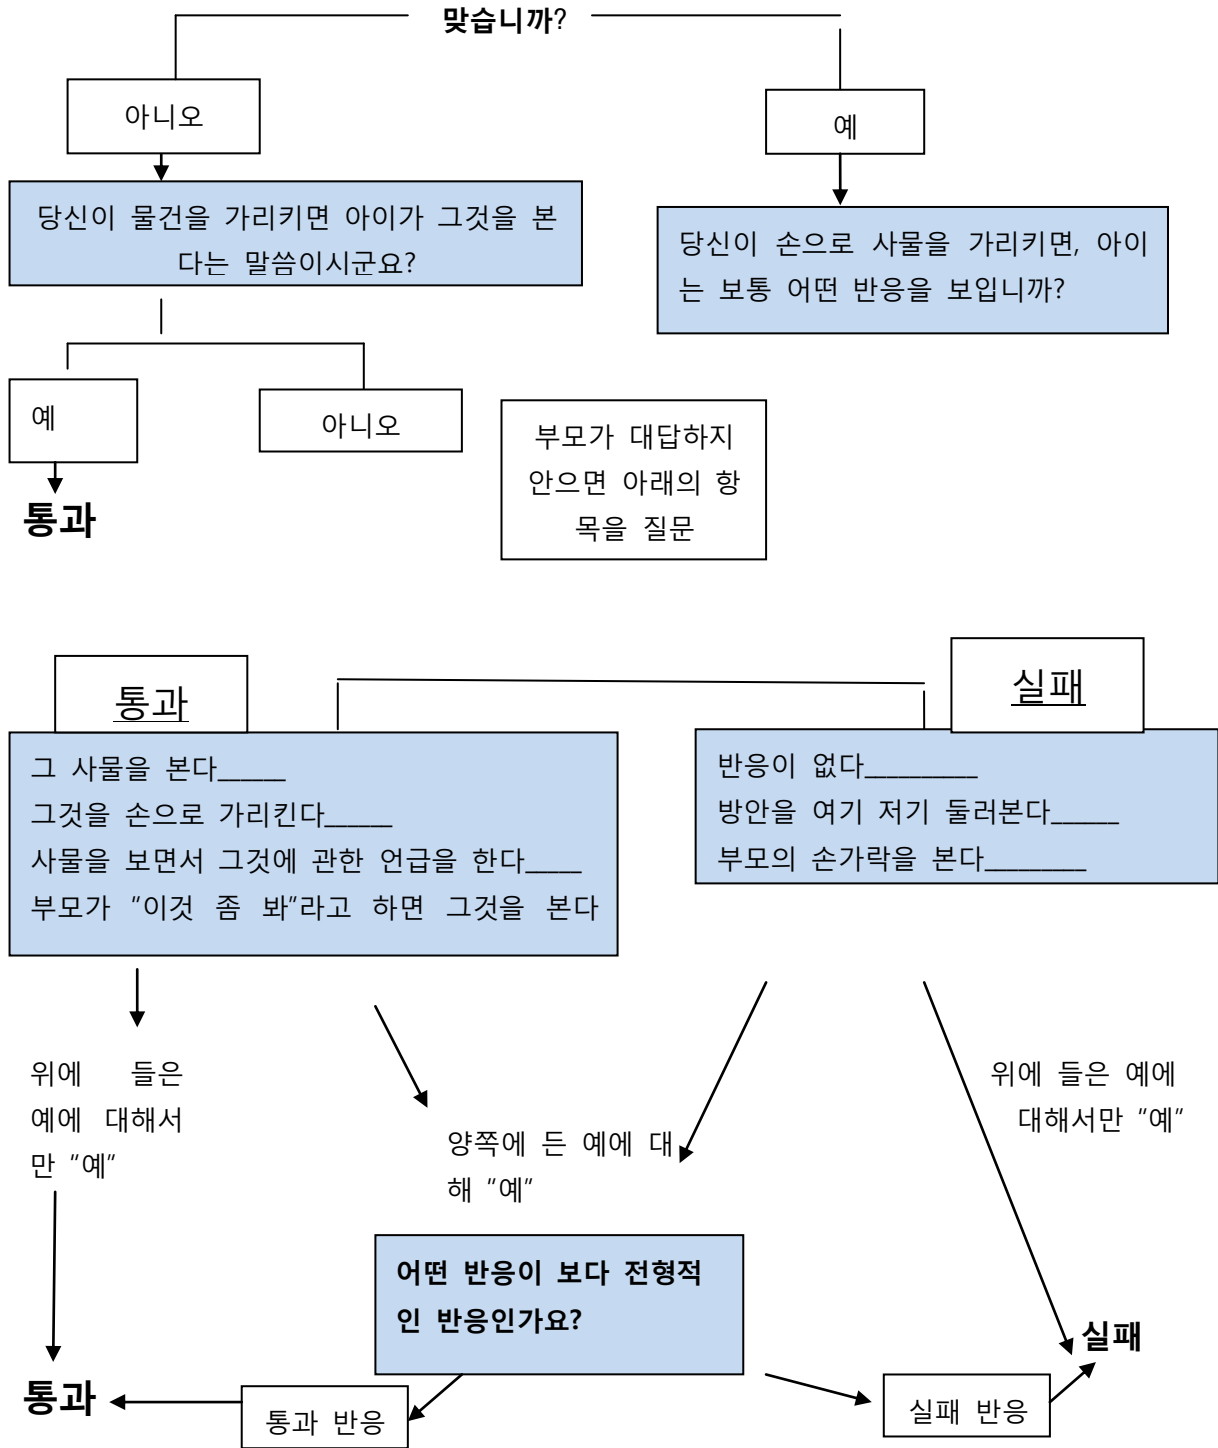 맞습니까?
아니오
예
당신이 물건을 가리키면 아이가 그것을 본
다는 말씀이시군요?
당신이 손으로 사물을 가리키면, 아이
는 보통 어떤 반응을 보입니까?
예
아니오
부모가 대답하지
안으면 아래의 항
목을 질문
통과
통과
실패
그 사물을 본다______
그것을 손으로 가리킨다______
사물을 보면서 그것에 관한 언급을 한다_____
부모가 "이것 좀 봐"라고 하면 그것을 본다
반응이 없다__________
방안을 여기 저기 둘러본다______
부모의 손가락을 본다_________
위에 들은
예에 대해서
만 "예"
양쪽에 든 예에 대
해 "예"
위에 들은 예에
대해서만 "예"
어떤 반응이 보다 전형적
인 반응인가요?
실패
통과
통과 반응
실패 반응